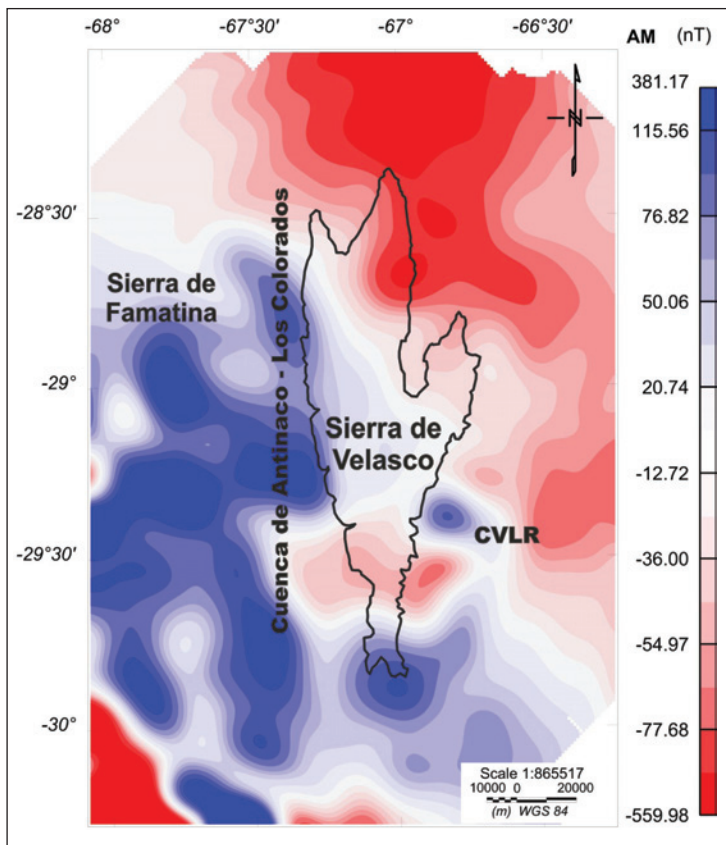 -68°
-67°30'
-67°
-66°30'
AM (nT)
381.17
115.56
76.82
50.06
20.74
-12.72
-36.00
-54.97
-77.68
-559.98
N
-28°30'
-29°
-29°30'
-30°
Sierra de
Famatina
Cuenca de Antinaco - Los Colorados
Sierra de
Velasco
CVLR
Scale 1:865517
10000 0 20000
(m) WGS 84